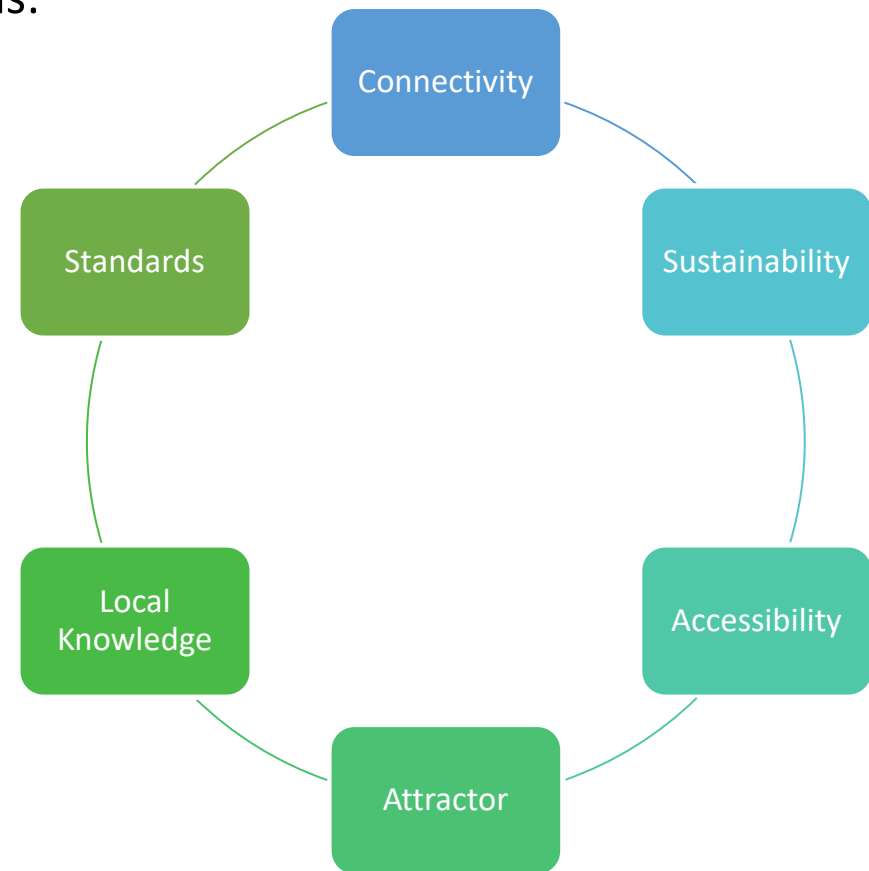 Connectivity
Sustainability
Accessibility
Attractor
Local
Knowledge
Standards